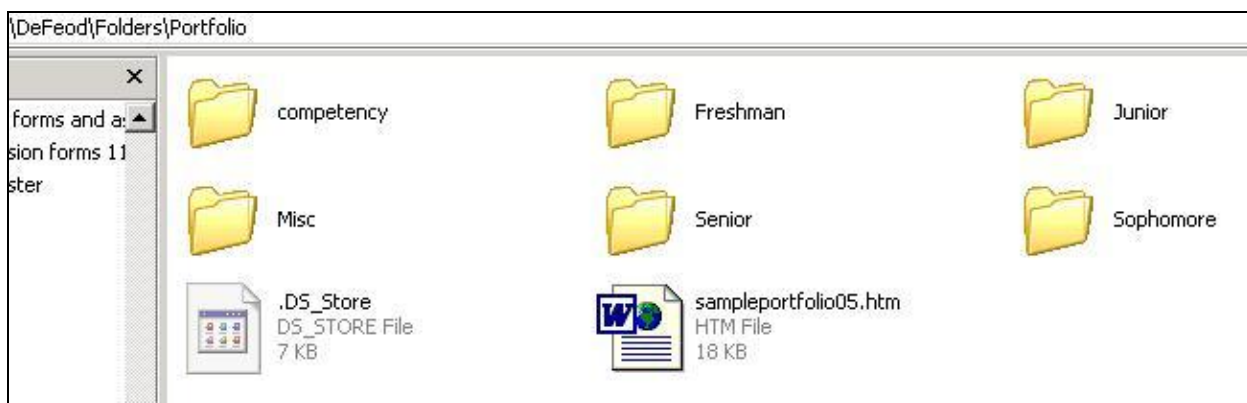 \DeFeod\Folders\Portfolio
forms and a
sion forms 11
ster
competency
Freshman
Junior
Misc
Senior
Sophomore
.DS_Store
DS_STORE File
7 KB
sampleportfolio05.htm
HTM File
18 KB